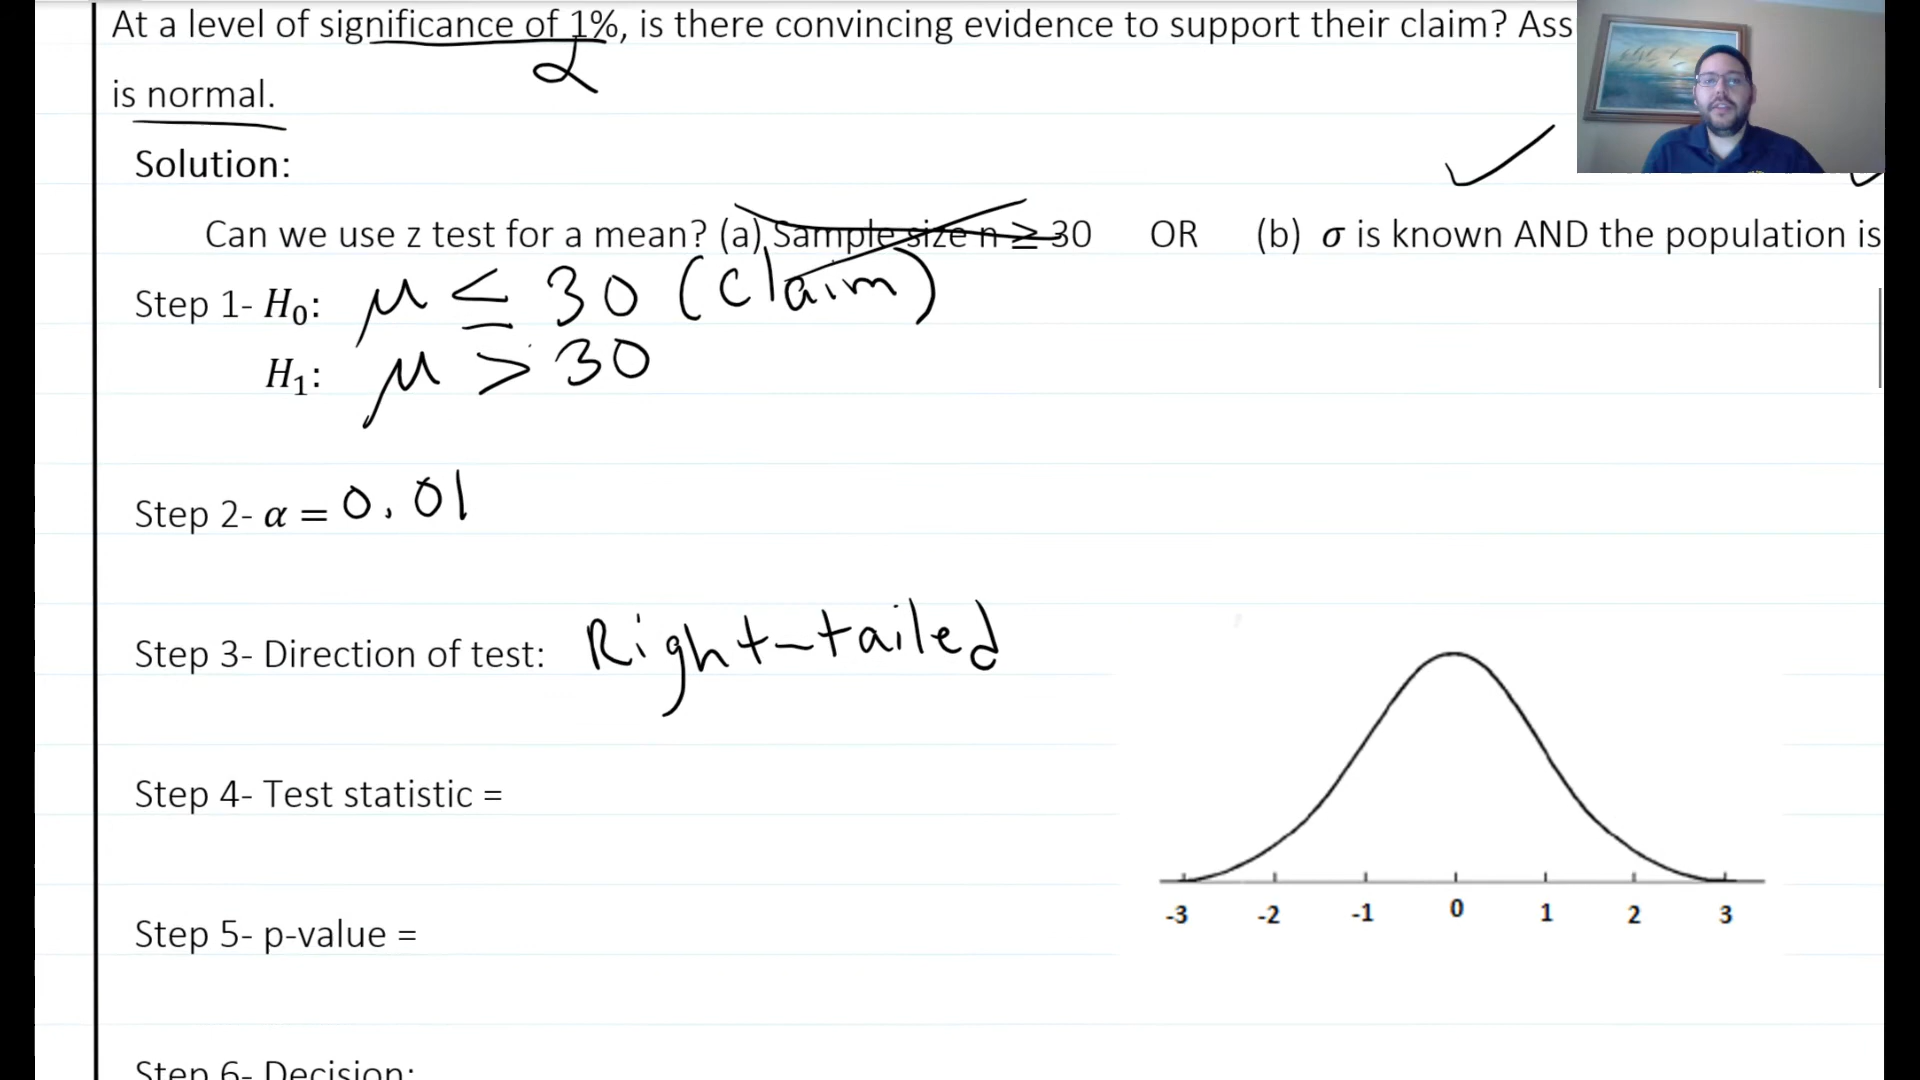 At a level of significance of 1%, is there convincing evidence to support their claim? Ass
α
is normal.
Solution:
Can we use z test for a mean? (a) Sample size n ≥ 30 OR (b) σ is known AND the population is
Step 1- H₀: μ ≤ 30 (claim)
H₁: μ > 30
Step 2- α = 0.01
Step 3- Direction of test: Right-tailed
Step 4- Test statistic =
-3 -2 -1 0 1 2 3
Step 5- p-value =
Step 6- Decision: